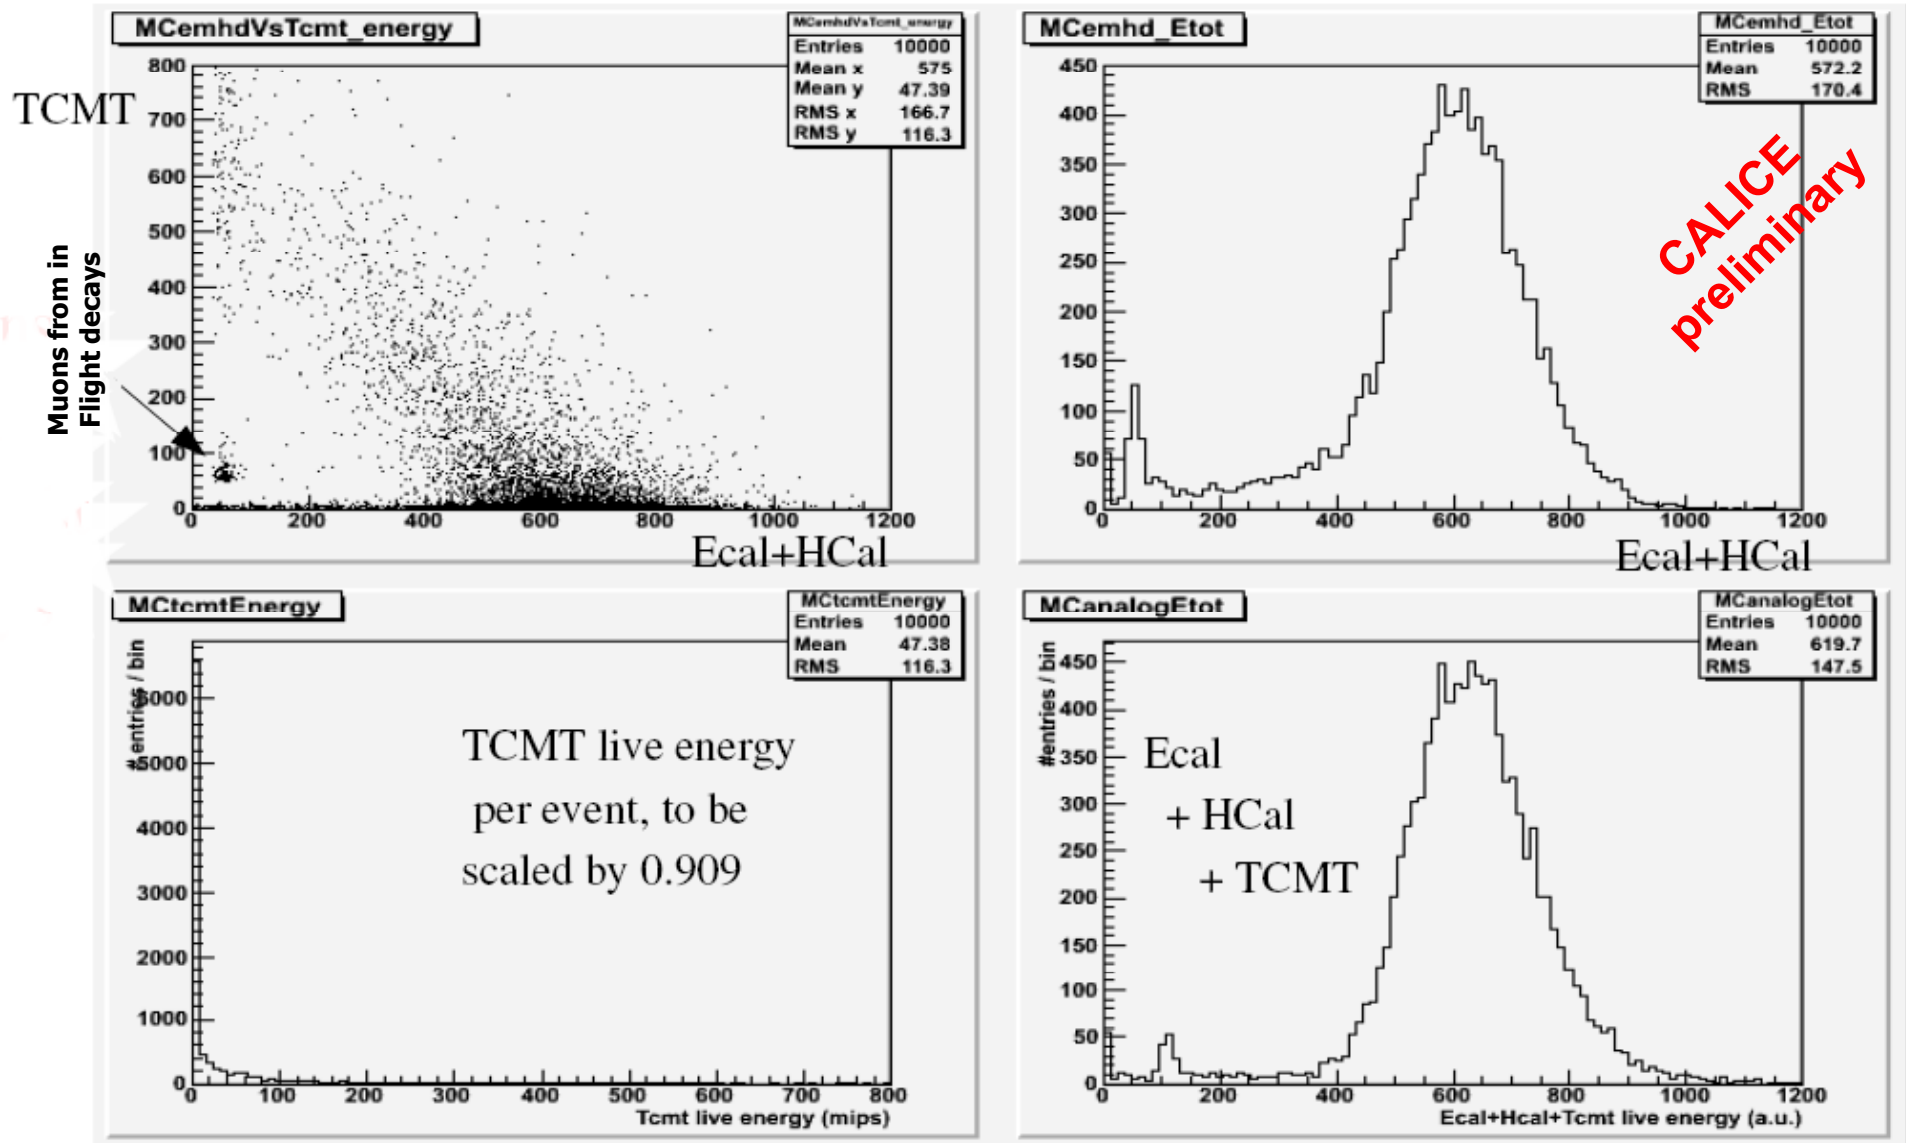 MCemhdVsTcmt_energy
MCemhdVsTcmt_energy
Entries 10000
Mean x 575
Mean y 47.39
RMS x 166.7
RMS y 116.3
TCMT
800
700
600
500
400
300
200
100
0
0 200 400 600 800 1000 1200
Ecal+HCal
Muons from in
Flight decays
MCemhd_Etot
MCemhd_Etot
Entries 10000
Mean 572.2
RMS 170.4
CALICE
preliminary
450
400
350
300
250
200
150
100
50
0
0 200 400 600 800 1000 1200
Ecal+HCal
MCtcmtEnergy
MCtcmtEnergy
Entries 10000
Mean 47.38
RMS 116.3
#entries / bin
6000
5000
4000
3000
2000
1000
0
TCMT live energy
per event, to be
scaled by 0.909
0 100 200 300 400 500 600 700 800
Tcmt live energy (mips)
MCanalogEtot
MCanalogEtot
Entries 10000
Mean 619.7
RMS 147.5
#entries / bin
450
400
350
300
250
200
150
100
50
0
Ecal
+ HCal
+ TCMT
0 200 400 600 800 1000 1200
Ecal+Hcal+Tcmt live energy (a.u.)